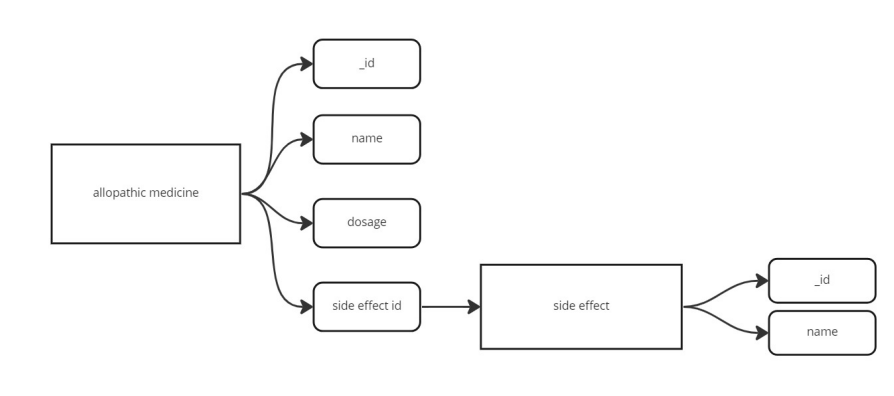 allopathic medicine
_id
name
dosage
side effect id
side effect
_id
name